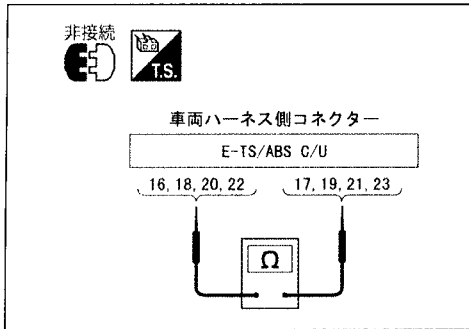 非接続
T.S.
車両ハーネス側コネクター
E-TS/ABS C/U
16, 18, 20, 22 17, 19, 21, 23
Ω